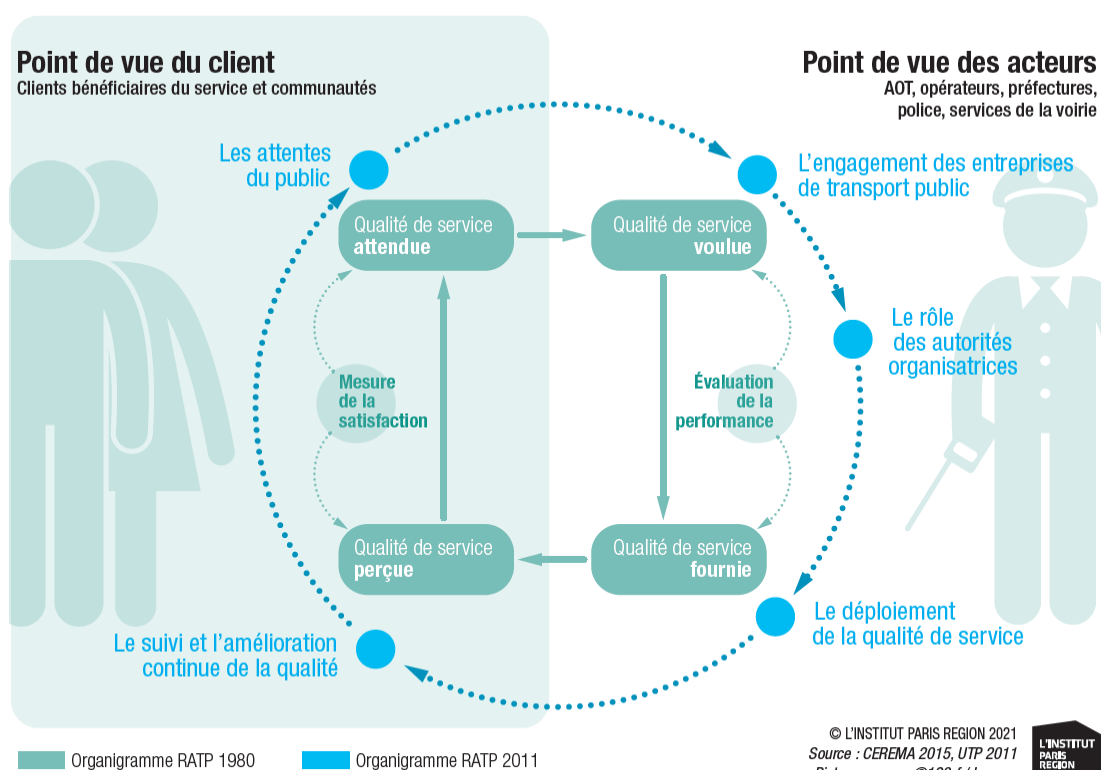 Point de vue du client
Clients bénéficiaires du service et communautés
Point de vue des acteurs
AOT, opérateurs, préfectures,
police, services de la voirie
Les attentes
du public
L'engagement des entreprises
de transport public
Qualité de service
attendue
Qualité de service
voulue
Le rôle
des autorités
organisatrices
Mesure
de la
satisfaction
Évaluation
de la
performance
Qualité de service
perçue
Qualité de service
fournie
Le déploiement
de la qualité de service
Le suivi et l'amélioration
continue de la qualité
Organigramme RATP 1980
Organigramme RATP 2011
© L'INSTITUT PARIS REGION 2021
Source : CEREMA 2015, UTP 2011
L'INSTITUT
PARIS
REGION